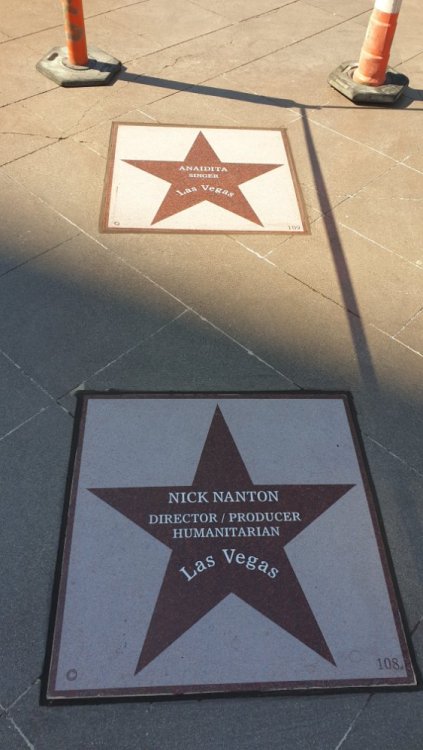 ANAIDITA
SINGER
Las Vegas
© 109
NICK NANTON
DIRECTOR / PRODUCER
HUMANITARIAN
Las Vegas
© 108